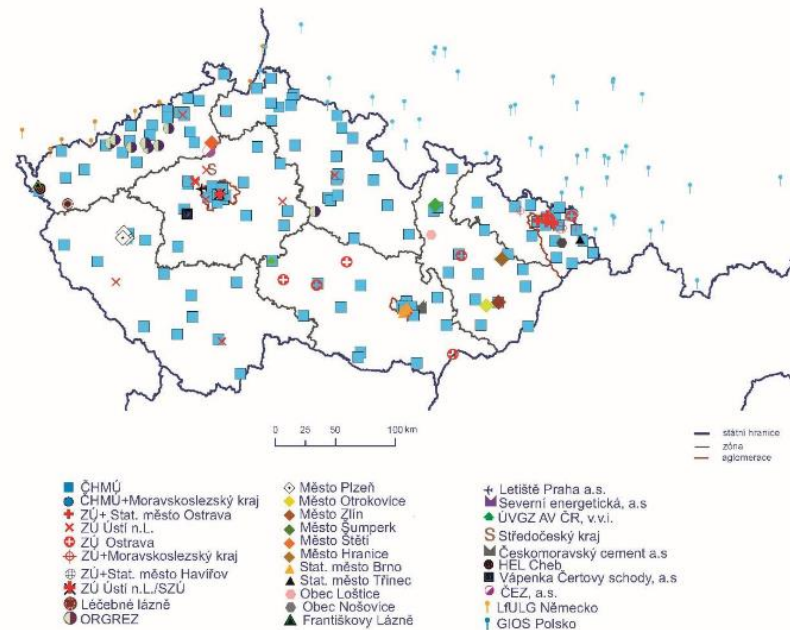 S
0 25 50 100 km
státní hranice
zóna
aglomerace
ČHMÚ
ČHMÚ+Moravskoslezský kraj
ZÚ+ Stat. město Ostrava
ZÚ Ústí n.L.
ZÚ Ostrava
ZÚ+Moravskoslezský kraj
ZÚ+Stat. město Havířov
ZÚ Ústí n.L./SZÚ
Léčebné lázně
ORGREZ
Město Plzeň
Město Otrokovice
Město Zlín
Město Šumperk
Město Štětí
Město Hranice
Stat. město Brno
Stat. město Třinec
Obec Loštice
Obec Nošovice
Františkovy Lázně
Letiště Praha a.s.
Severní energetická, a.s
ÚVGZ AV ČR, v.v.i.
S Středočeský kraj
Českomoravský cement a.s
HEL Cheb
Vápenka Čertovy schody, a.s
ČEZ, a.s.
LfULG Německo
GIOS Polsko